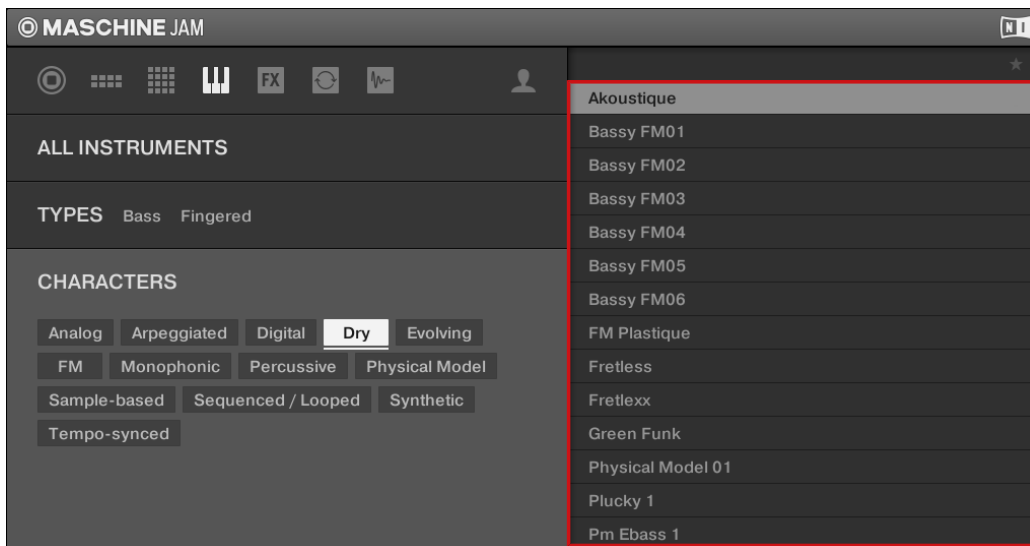 MASCHINE JAM
NI
FX
ALL INSTRUMENTS
TYPES Bass Fingered
CHARACTERS
Analog Arpeggiated Digital Dry Evolving
FM Monophonic Percussive Physical Model
Sample-based Sequenced / Looped Synthetic
Tempo-synced
Akoustique
Bassy FM01
Bassy FM02
Bassy FM03
Bassy FM04
Bassy FM05
Bassy FM06
FM Plastique
Fretless
Fretlexx
Green Funk
Physical Model 01
Plucky 1
Pm Ebass 1